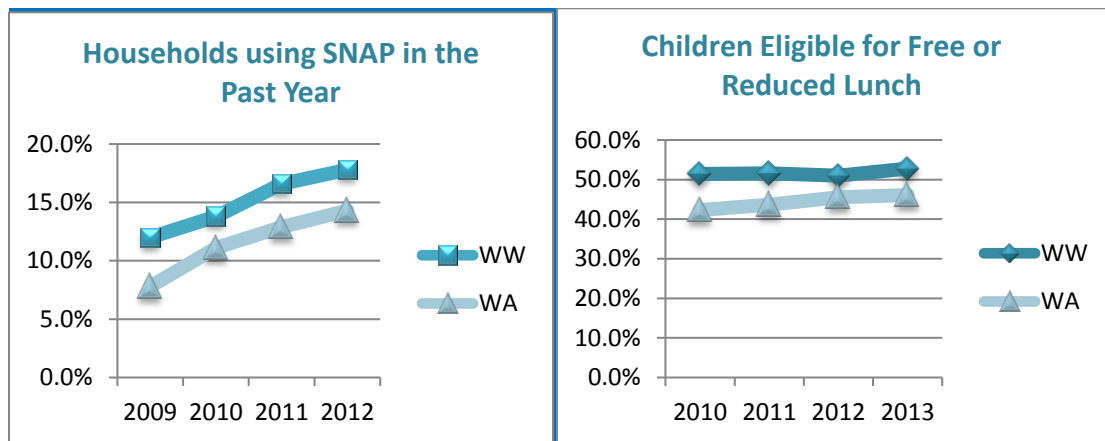 Households using SNAP in the
Past Year
20.0%
15.0%
10.0%
5.0%
0.0%
2009 2010 2011 2012
WW
WA
Children Eligible for Free or
Reduced Lunch
60.0%
50.0%
40.0%
30.0%
20.0%
10.0%
0.0%
2010 2011 2012 2013
WW
WA